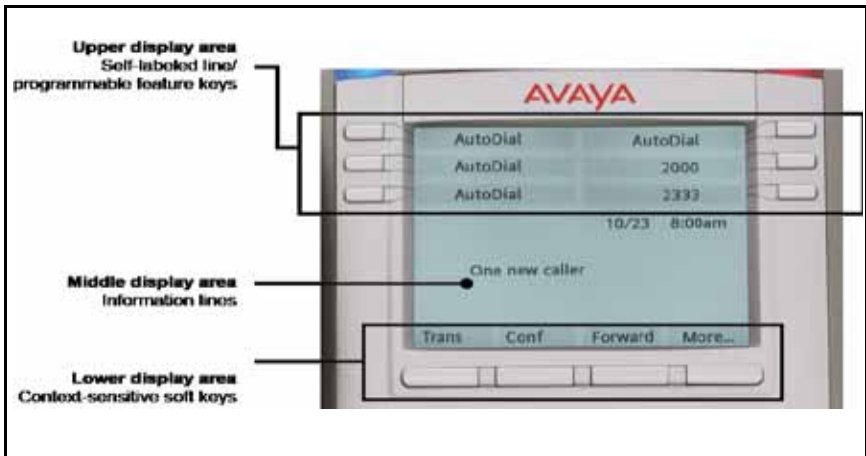 Upper display area
Self-labeled line/
programmable feature keys
AVAYA
AutoDial AutoDial
AutoDial 2000
AutoDial 2333
10/23 8:00am
One new caller
Middle display area
Information lines
Trans Conf Forward More...
Lower display area
Context-sensitive soft keys